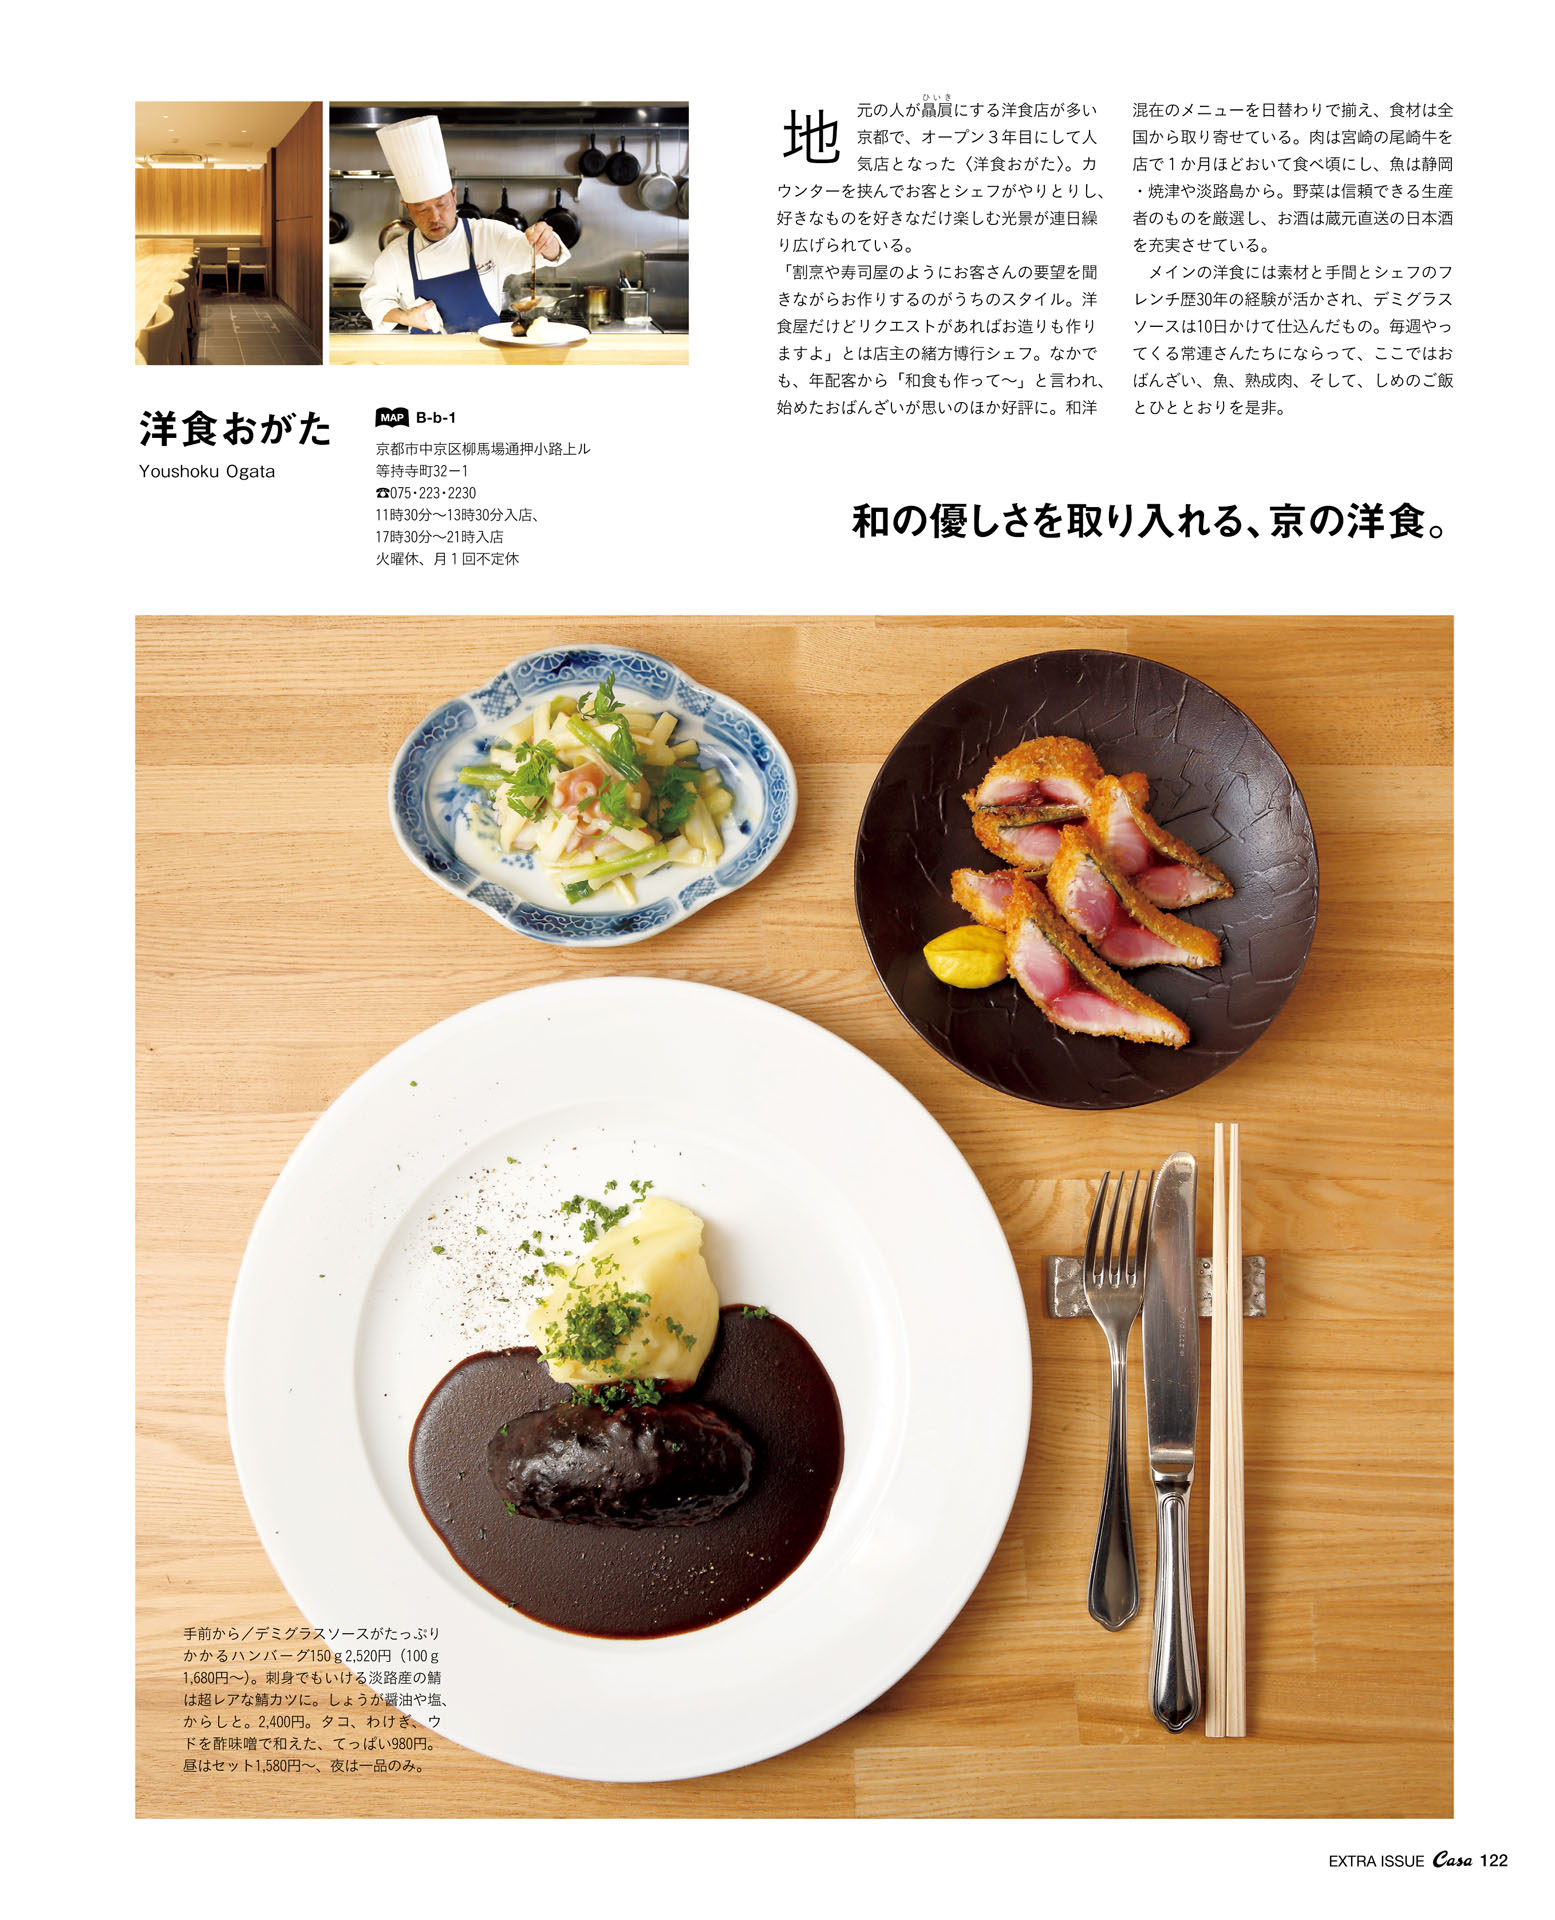 ひいき
地元の人が贔屓にする洋食店が多い
京都で、オープン３年目にして人
気店となった〈洋食おがた〉。カ
ウンターを挟んでお客とシェフがやりとりし、
好きなものを好きなだけ楽しむ光景が連日繰
り広げられている。
「割烹や寿司屋のようにお客さんの要望を聞
きながらお作りするのがうちのスタイル。洋
食屋だけどリクエストがあればお造りも作り
ますよ」とは店主の緒方博行シェフ。なかで
も、年配客から「和食も作って〜」と言われ、
始めたおばんざいが思いのほか好評に。和洋
混在のメニューを日替わりで揃え、食材は全
国から取り寄せている。肉は宮崎の尾崎牛を
店で１か月ほどおいて食べ頃にし、魚は静岡
・焼津や淡路島から。野菜は信頼できる生産
者のものを厳選し、お酒は蔵元直送の日本酒
を充実させている。
　メインの洋食には素材と手間とシェフのフ
レンチ歴30年の経験が活かされ、デミグラス
ソースは10日かけて仕込んだもの。毎週やっ
てくる常連さんたちにならって、ここではお
ばんざい、魚、熟成肉、そして、しめのご飯
とひととおりを是非。
洋食おがた
Youshoku Ogata
MAP B-b-1
京都市中京区柳馬場通押小路上ル
等持寺町32−1
☎075･223･2230
11時30分〜13時30分入店、
17時30分〜21時入店
火曜休、月１回不定休
和の優しさを取り入れる、京の洋食。
手前から／デミグラスソースがたっぷり
かかるハンバーグ150ｇ2,520円（100ｇ
1,680円〜）。刺身でもいける淡路産の鯖
は超レアな鯖カツに。しょうが醤油や塩、
からしと。2,400円。タコ、わけぎ、ウ
ドを酢味噌で和えた、てっぱい980円。
昼はセット1,580円〜、夜は一品のみ。
EXTRA ISSUE Casa 122